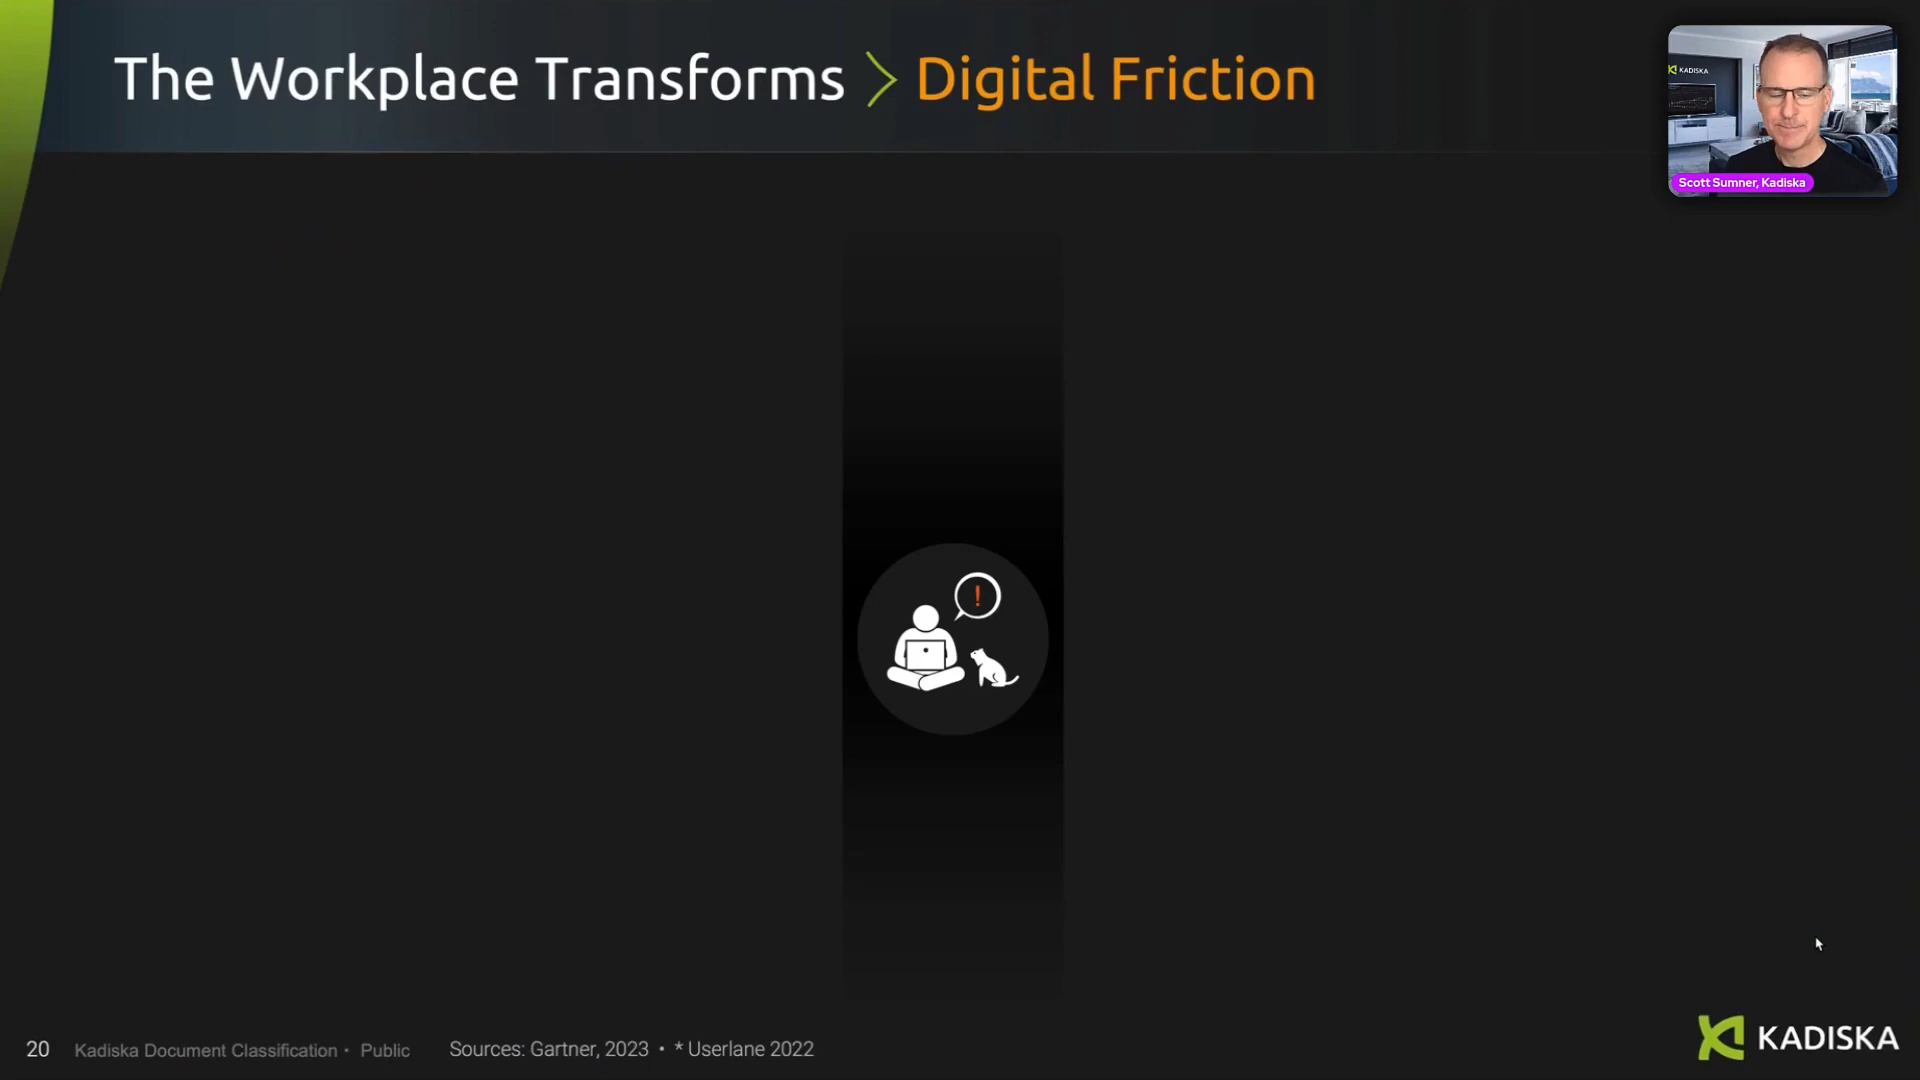 The Workplace Transforms > Digital Friction
KADISKA
Scott Sumner, Kadiska
!
20 Kadiska Document Classification • Public Sources: Gartner, 2023 • * Userlane 2022
KADISKA